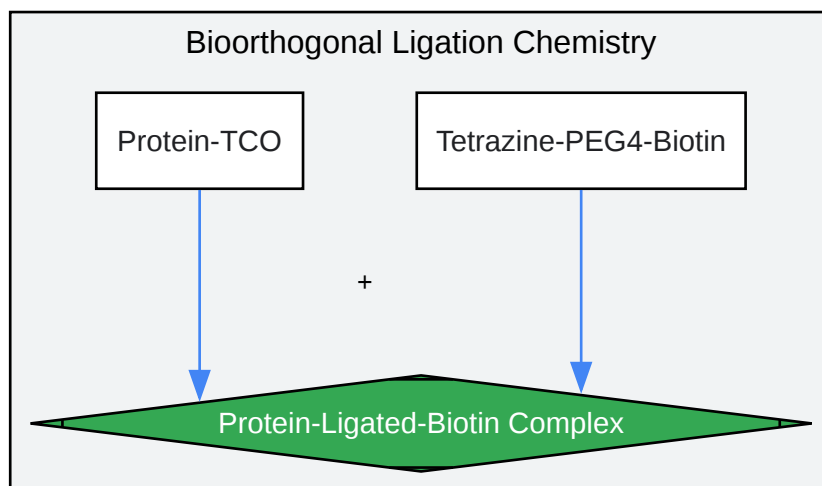 Bioorthogonal Ligation Chemistry
Protein-TCO
Tetrazine-PEG4-Biotin
+
Protein-Ligated-Biotin Complex